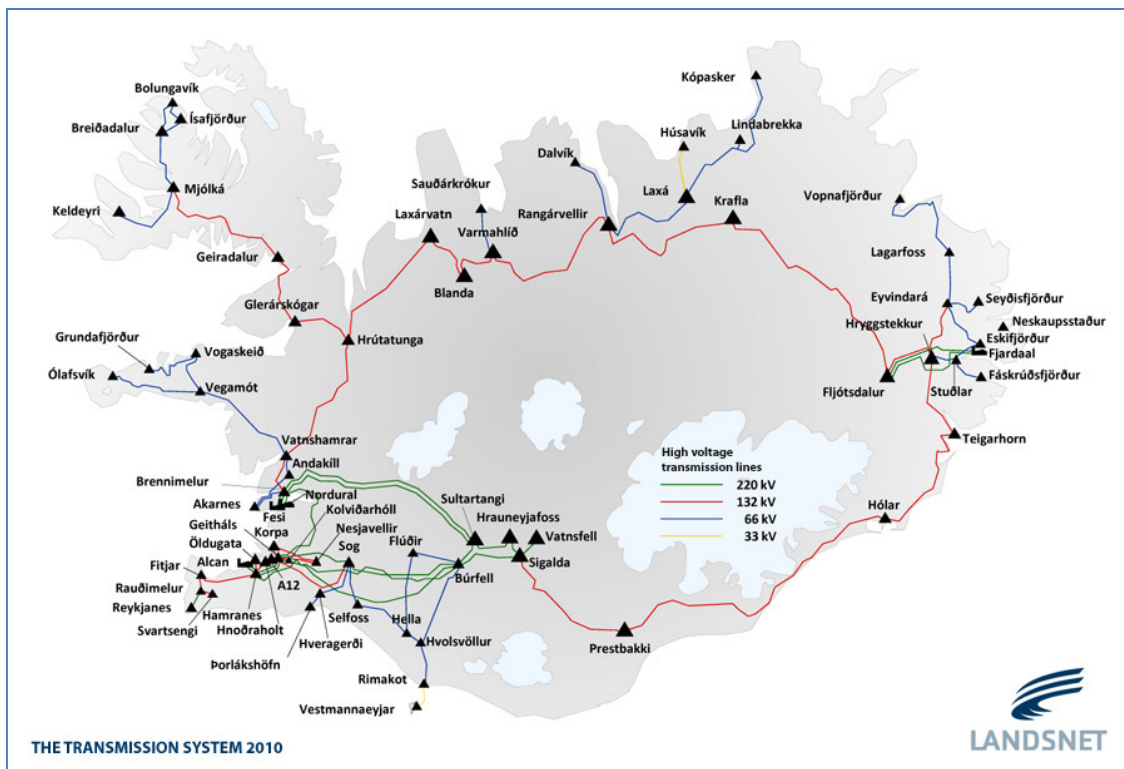 Kópasker
Bolungavík
Ísafjörður
Breiðadalur
Lindabrekka
Húsavík
Dalvík
Mjólká
Sauðárkrókur
Laxá
Krafla
Vopnafjörður
Keldeyri
Laxárvatn
Rangárvellir
Varmahlíð
Geiradalur
Lagarfoss
Blanda
Glerárskógar
Eyvindará
Seyðisfjörður
Neskaupsstaður
Hryggstekkur
Grundafjörður
Vogaskeið
Hrútatunga
Eskifjörður
Fjardaal
Ólafsvík
Vegamót
Fljótsdalur
Stuðlar
Fáskrúðsfjörður
Vatnshamrar
Teigarhorn
Andakíll
High voltage
transmission lines
220 kV
132 kV
66 kV
33 kV
Brennimelur
Nordural
Sultartangi
Akarnes
Fesi
Kolviðarhóll
Hrauneyjafoss
Hólar
Geitháls
Korpa
Nesjavellir
Vatnsfell
Öldugata
Sog
Flúðir
Alcan
Sigalda
Fitjar
A12
Búrfell
Rauðimelur
Reykjanes
Hamranes
Selfoss
Hella
Svartsengi
Hnoðraholt
Hveragerði
Hvolsvöllur
Prestbakki
Þorlákshöfn
Rimakot
Vestmannaeyjar
THE TRANSMISSION SYSTEM 2010
LANDSNET